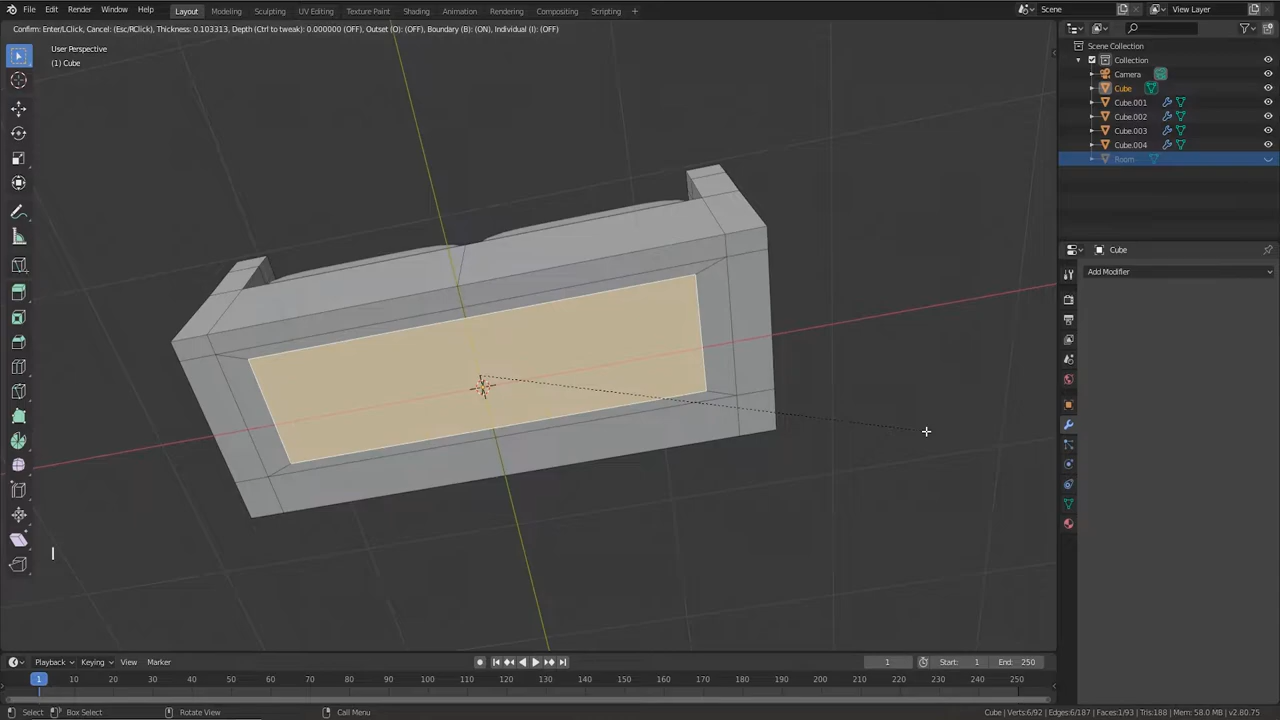 File Edit Render Window Help Layout Modeling Sculpting UV Editing Texture Paint Shading Animation Rendering Compositing Scripting + Scene View Layer
Confirm: Enter/LClick, Cancel: (Esc/RClick), Thickness: 0.103313, Depth (Ctrl to tweak): 0.000000 (OFF), Outset (O): (OFF), Boundary (B): (ON), Individual (I): (OFF)
User Perspective
(1) Cube
Scene Collection
Collection
Camera
Cube
Cube.001
Cube.002
Cube.003
Cube.004
Room
Cube
Add Modifier
I
Playback Keying View Marker 1 Start: 1 End: 250
1 10 20 30 40 50 60 70 80 90 100 110 120 130 140 150 160 170 180 190 200 210 220 230 240 250
Select Box Select Rotate View Call Menu Cube | Verts:6/92 | Edges:6/187 | Faces:1/93 | Tris:188 | Mem: 58.0 MB | v2.80.75